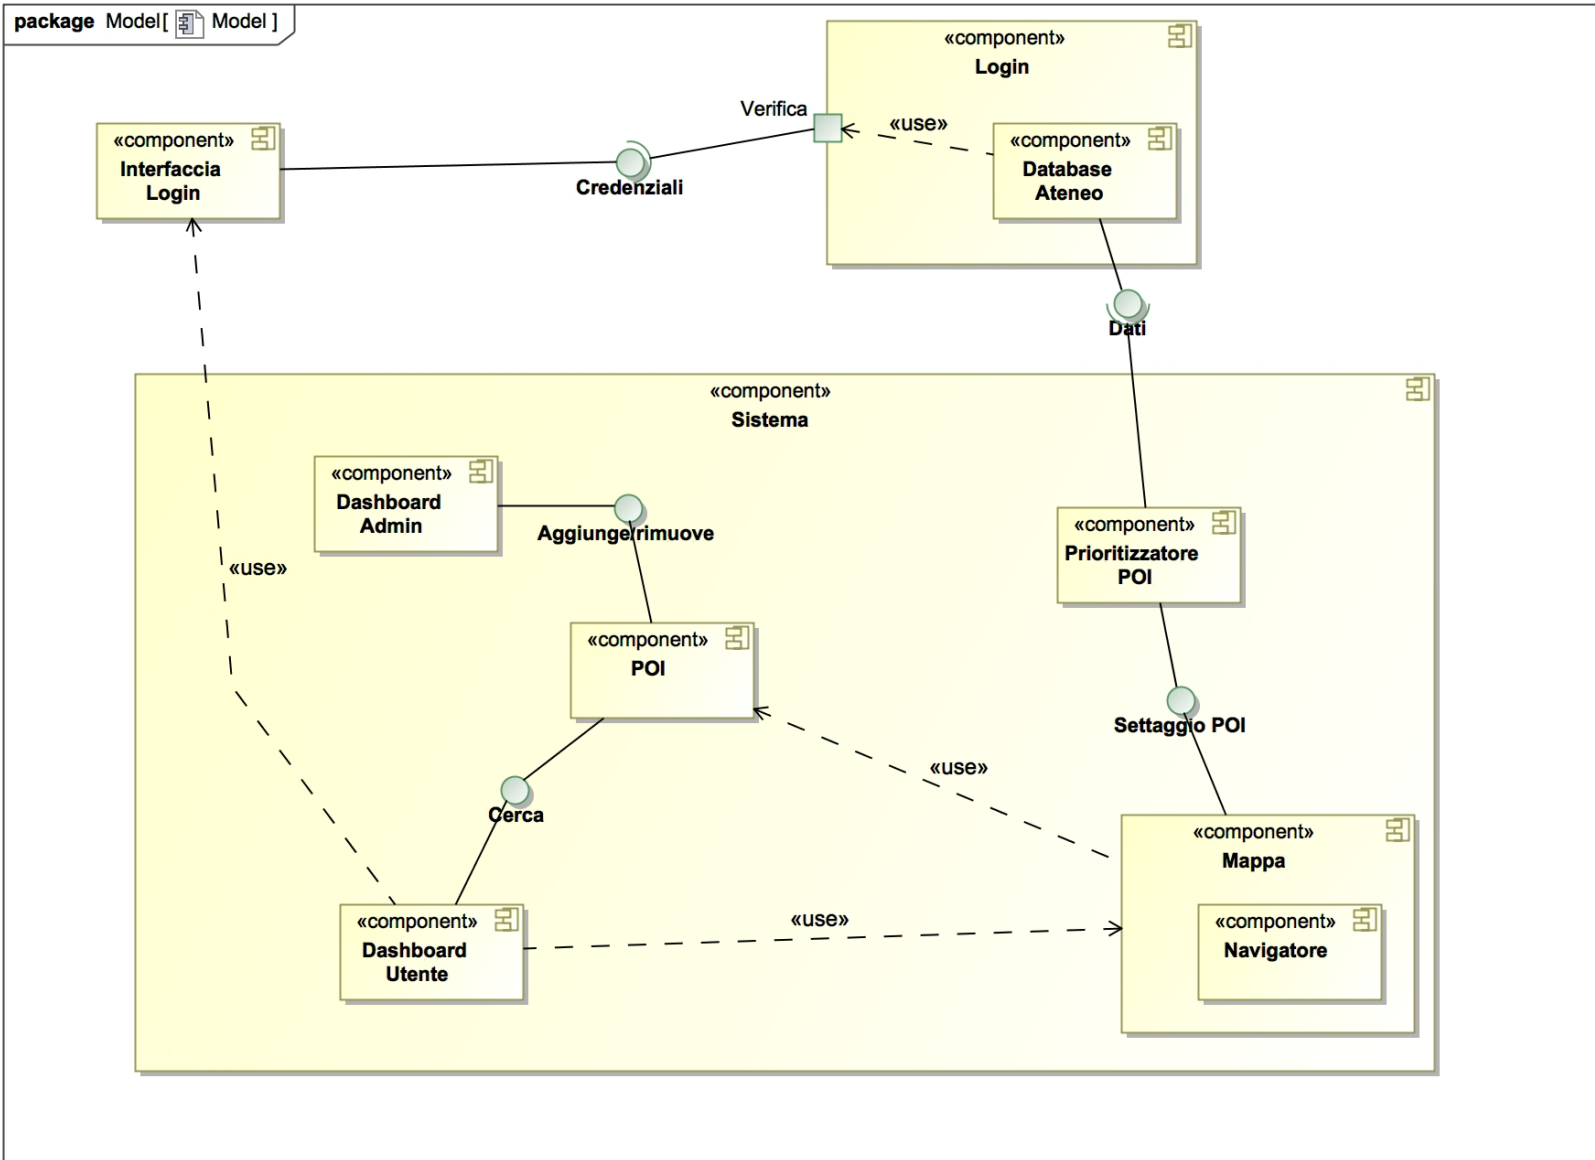 package Model[ Model ]
«component»
Login
Verifica
«use»
«component»
Interfaccia
Login
«component»
Database
Ateneo
Credenziali
Dati
«component»
Sistema
«component»
Dashboard
Admin
Aggiunge/rimuove
«component»
Prioritizzatore
POI
«use»
«component»
POI
Settaggio POI
«use»
Cerca
«component»
Mappa
«use»
«component»
Dashboard
Utente
«component»
Navigatore